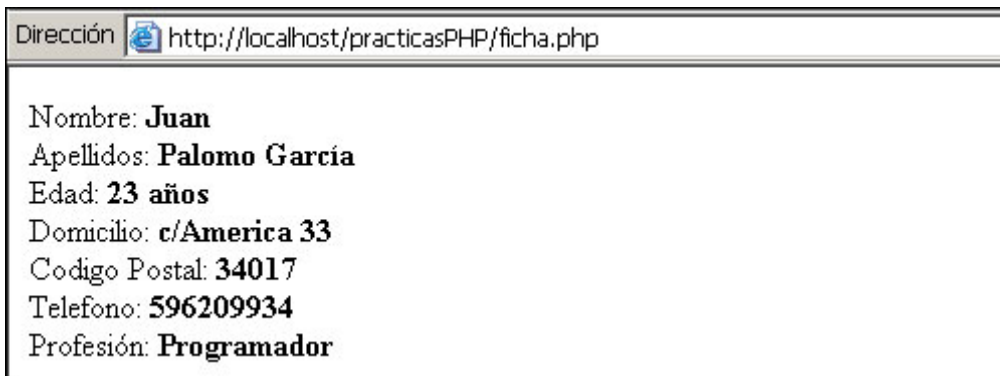 Dirección http://localhost/practicasPHP/ficha.php
Nombre: Juan
Apellidos: Palomo García
Edad: 23 años
Domicilio: c/America 33
Codigo Postal: 34017
Telefono: 596209934
Profesión: Programador